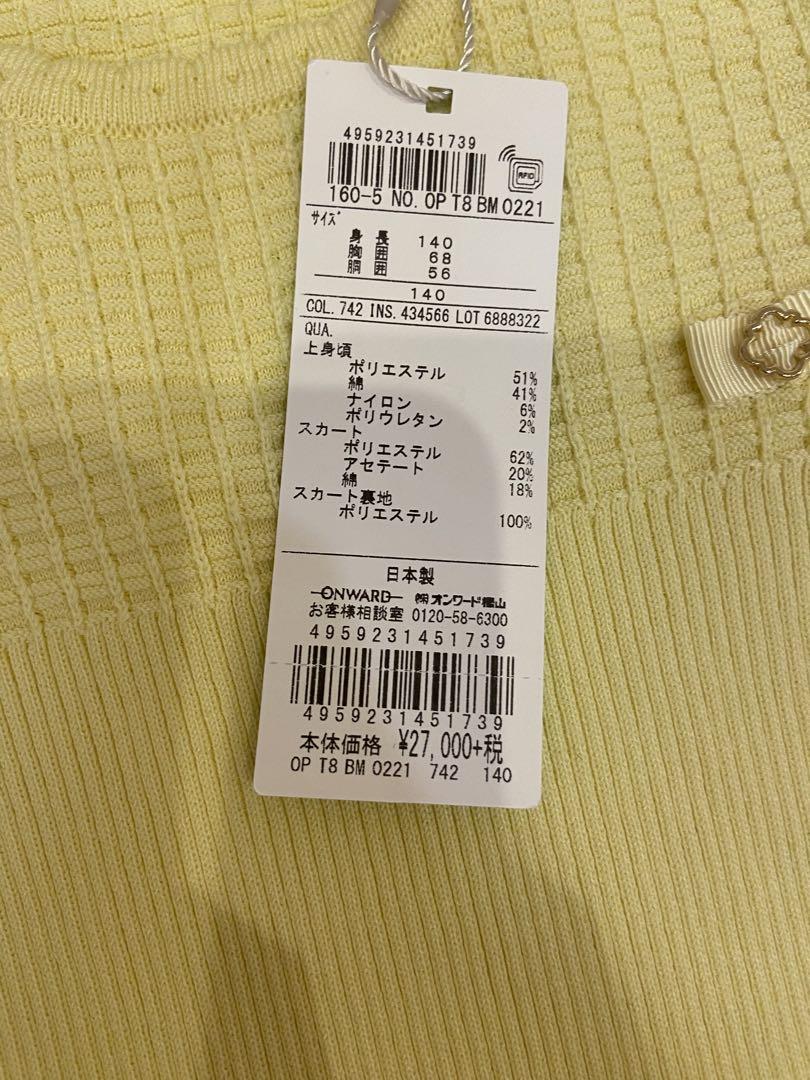 4959231451739
RFID
160-5 NO. OP T8 BM 0221
サイズ
身長 140
胸囲 68
胴囲 56
140
COL. 742 INS. 434566 LOT 6888322
QUA.
上身頃
ポリエステル 51%
綿 41%
ナイロン 6%
ポリウレタン 2%
スカート
ポリエステル 62%
アセテート 20%
綿 18%
スカート裏地
ポリエステル 100%
日本製
ONWARD ㈱オンワード樫山
お客様相談室 0120-58-6300
4959231451739
4959231451739
本体価格 ¥27,000+税
OP T8 BM 0221 742 140